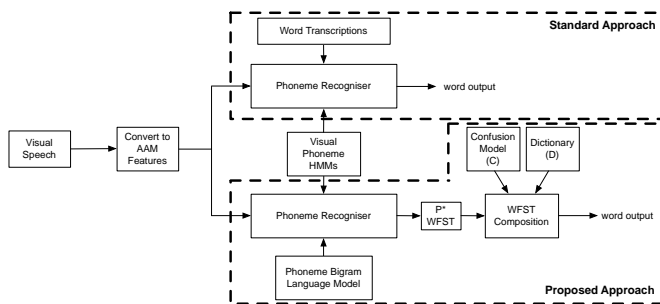 Standard Approach
Word Transcriptions
Phoneme Recogniser
word output
Visual
Speech
Convert to
AAM
Features
Visual
Phoneme
HMMs
Confusion
Model
(C)
Dictionary
(D)
Phoneme Recogniser
P*
WFST
WFST
Composition
word output
Phoneme Bigram
Language Model
Proposed Approach